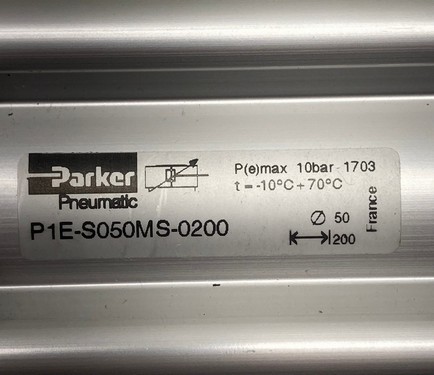 Parker
Pneumatic
P1E-S050MS-0200
P(e)max 10bar 1703
t = -10°C + 70°C
Ø 50
200
France